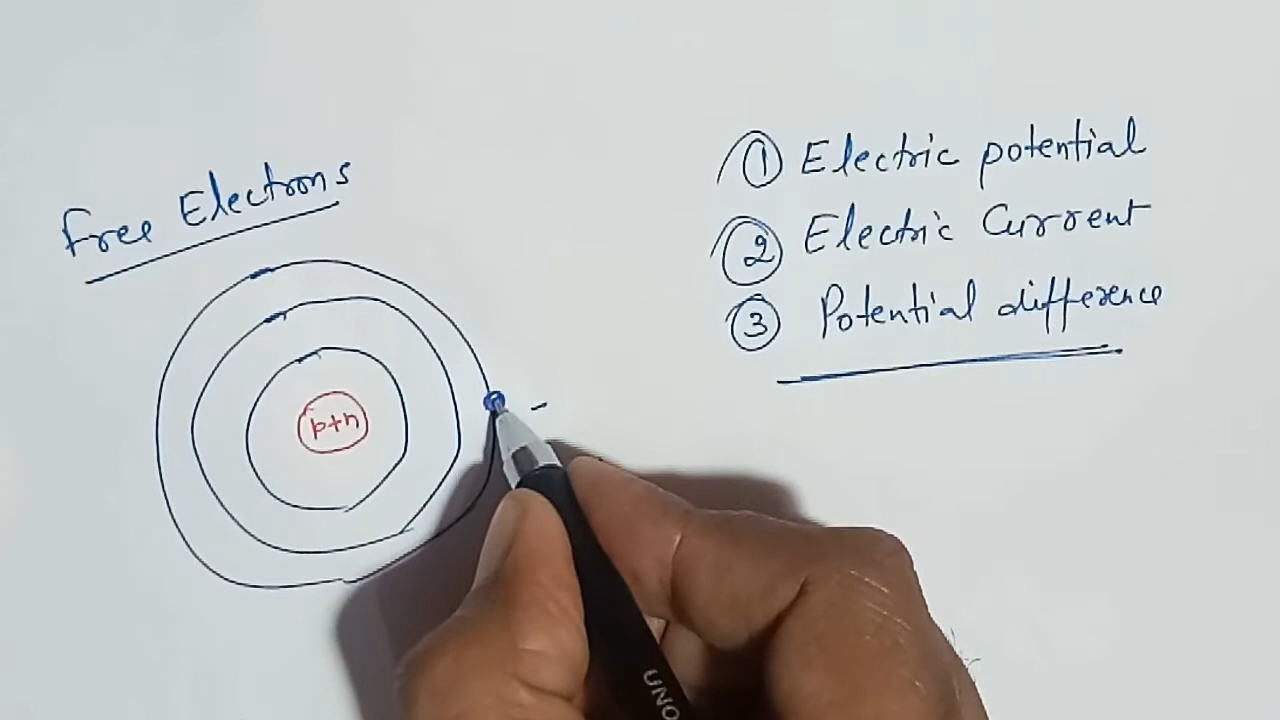 Free Electrons
① Electric potential
② Electric Current
③ Potential difference
p+n
-
UNO